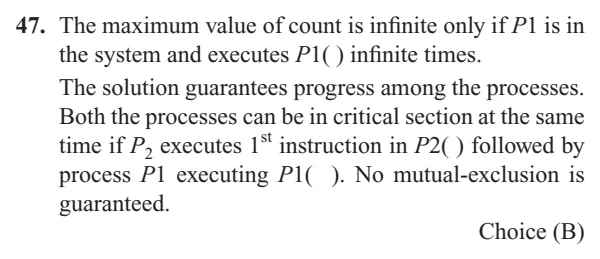 47. The maximum value of count is infinite only if P1 is in
the system and executes P1( ) infinite times.
The solution guarantees progress among the processes.
Both the processes can be in critical section at the same
time if P₂ executes 1ˢᵗ instruction in P2( ) followed by
process P1 executing P1( ). No mutual-exclusion is
guaranteed.
Choice (B)